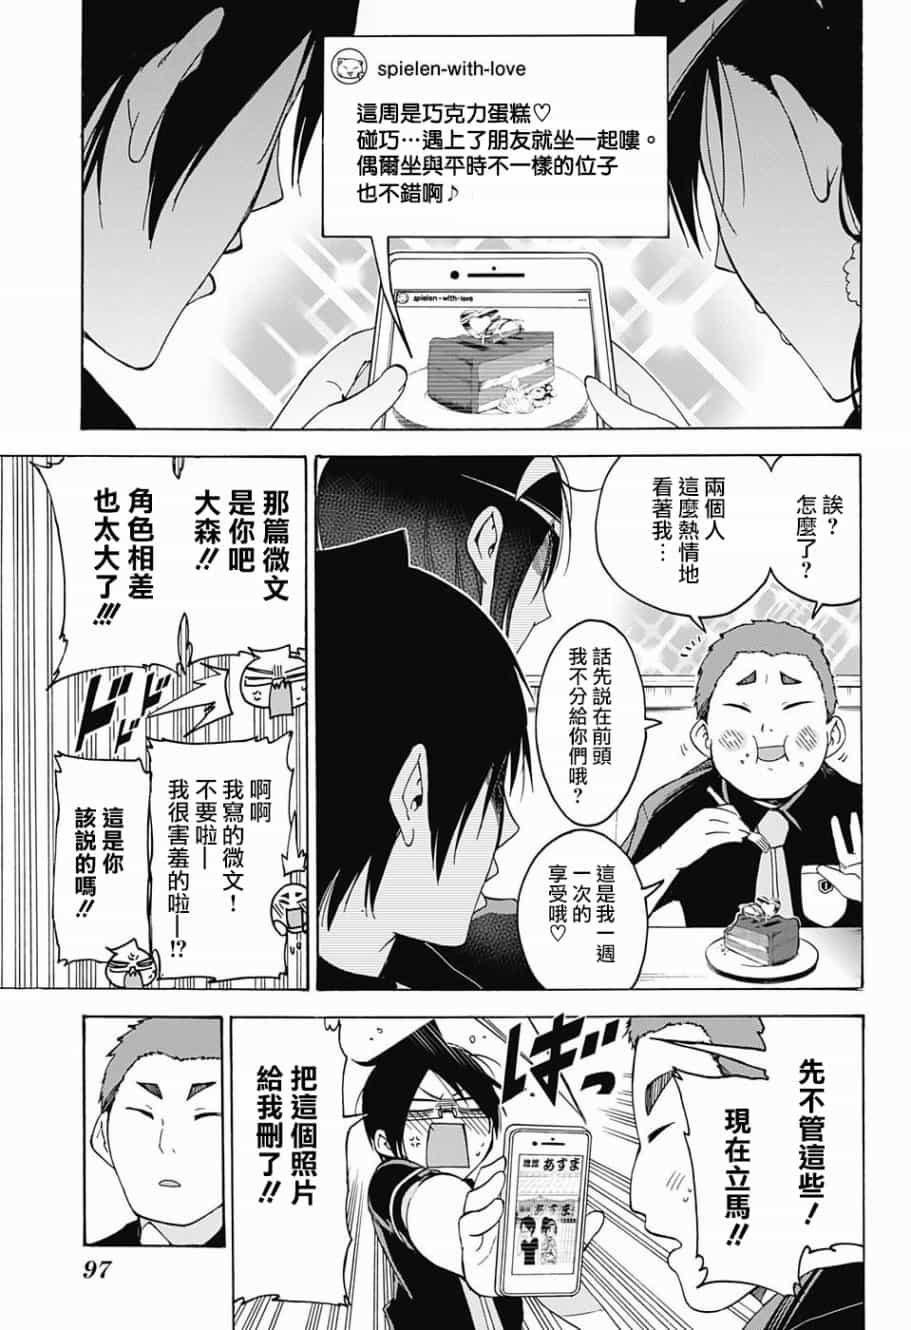 spielen-with-love
這周是巧克力蛋糕♡
碰巧…遇上了朋友就坐一起嘍。
偶爾坐與平時不一樣的位子
也不錯啊♪
spielen-with-love
誒?
怎麼了?
兩個人
這麼熱情地
看著我…
話先說在前頭
我不分給你們哦?
這是我一週
一次的
享受哦♡
那篇微文
是你吧
大森!!
角色相差
也太大了!!!
ドドド
啊啊
我寫的微文!
不要啦—
我很害羞的啦—!?
這是你
該說的嗎!!
先不管這些!
現在立馬!!
ばっ
あすま
あすま
把這個照片
給我刪了!!
97